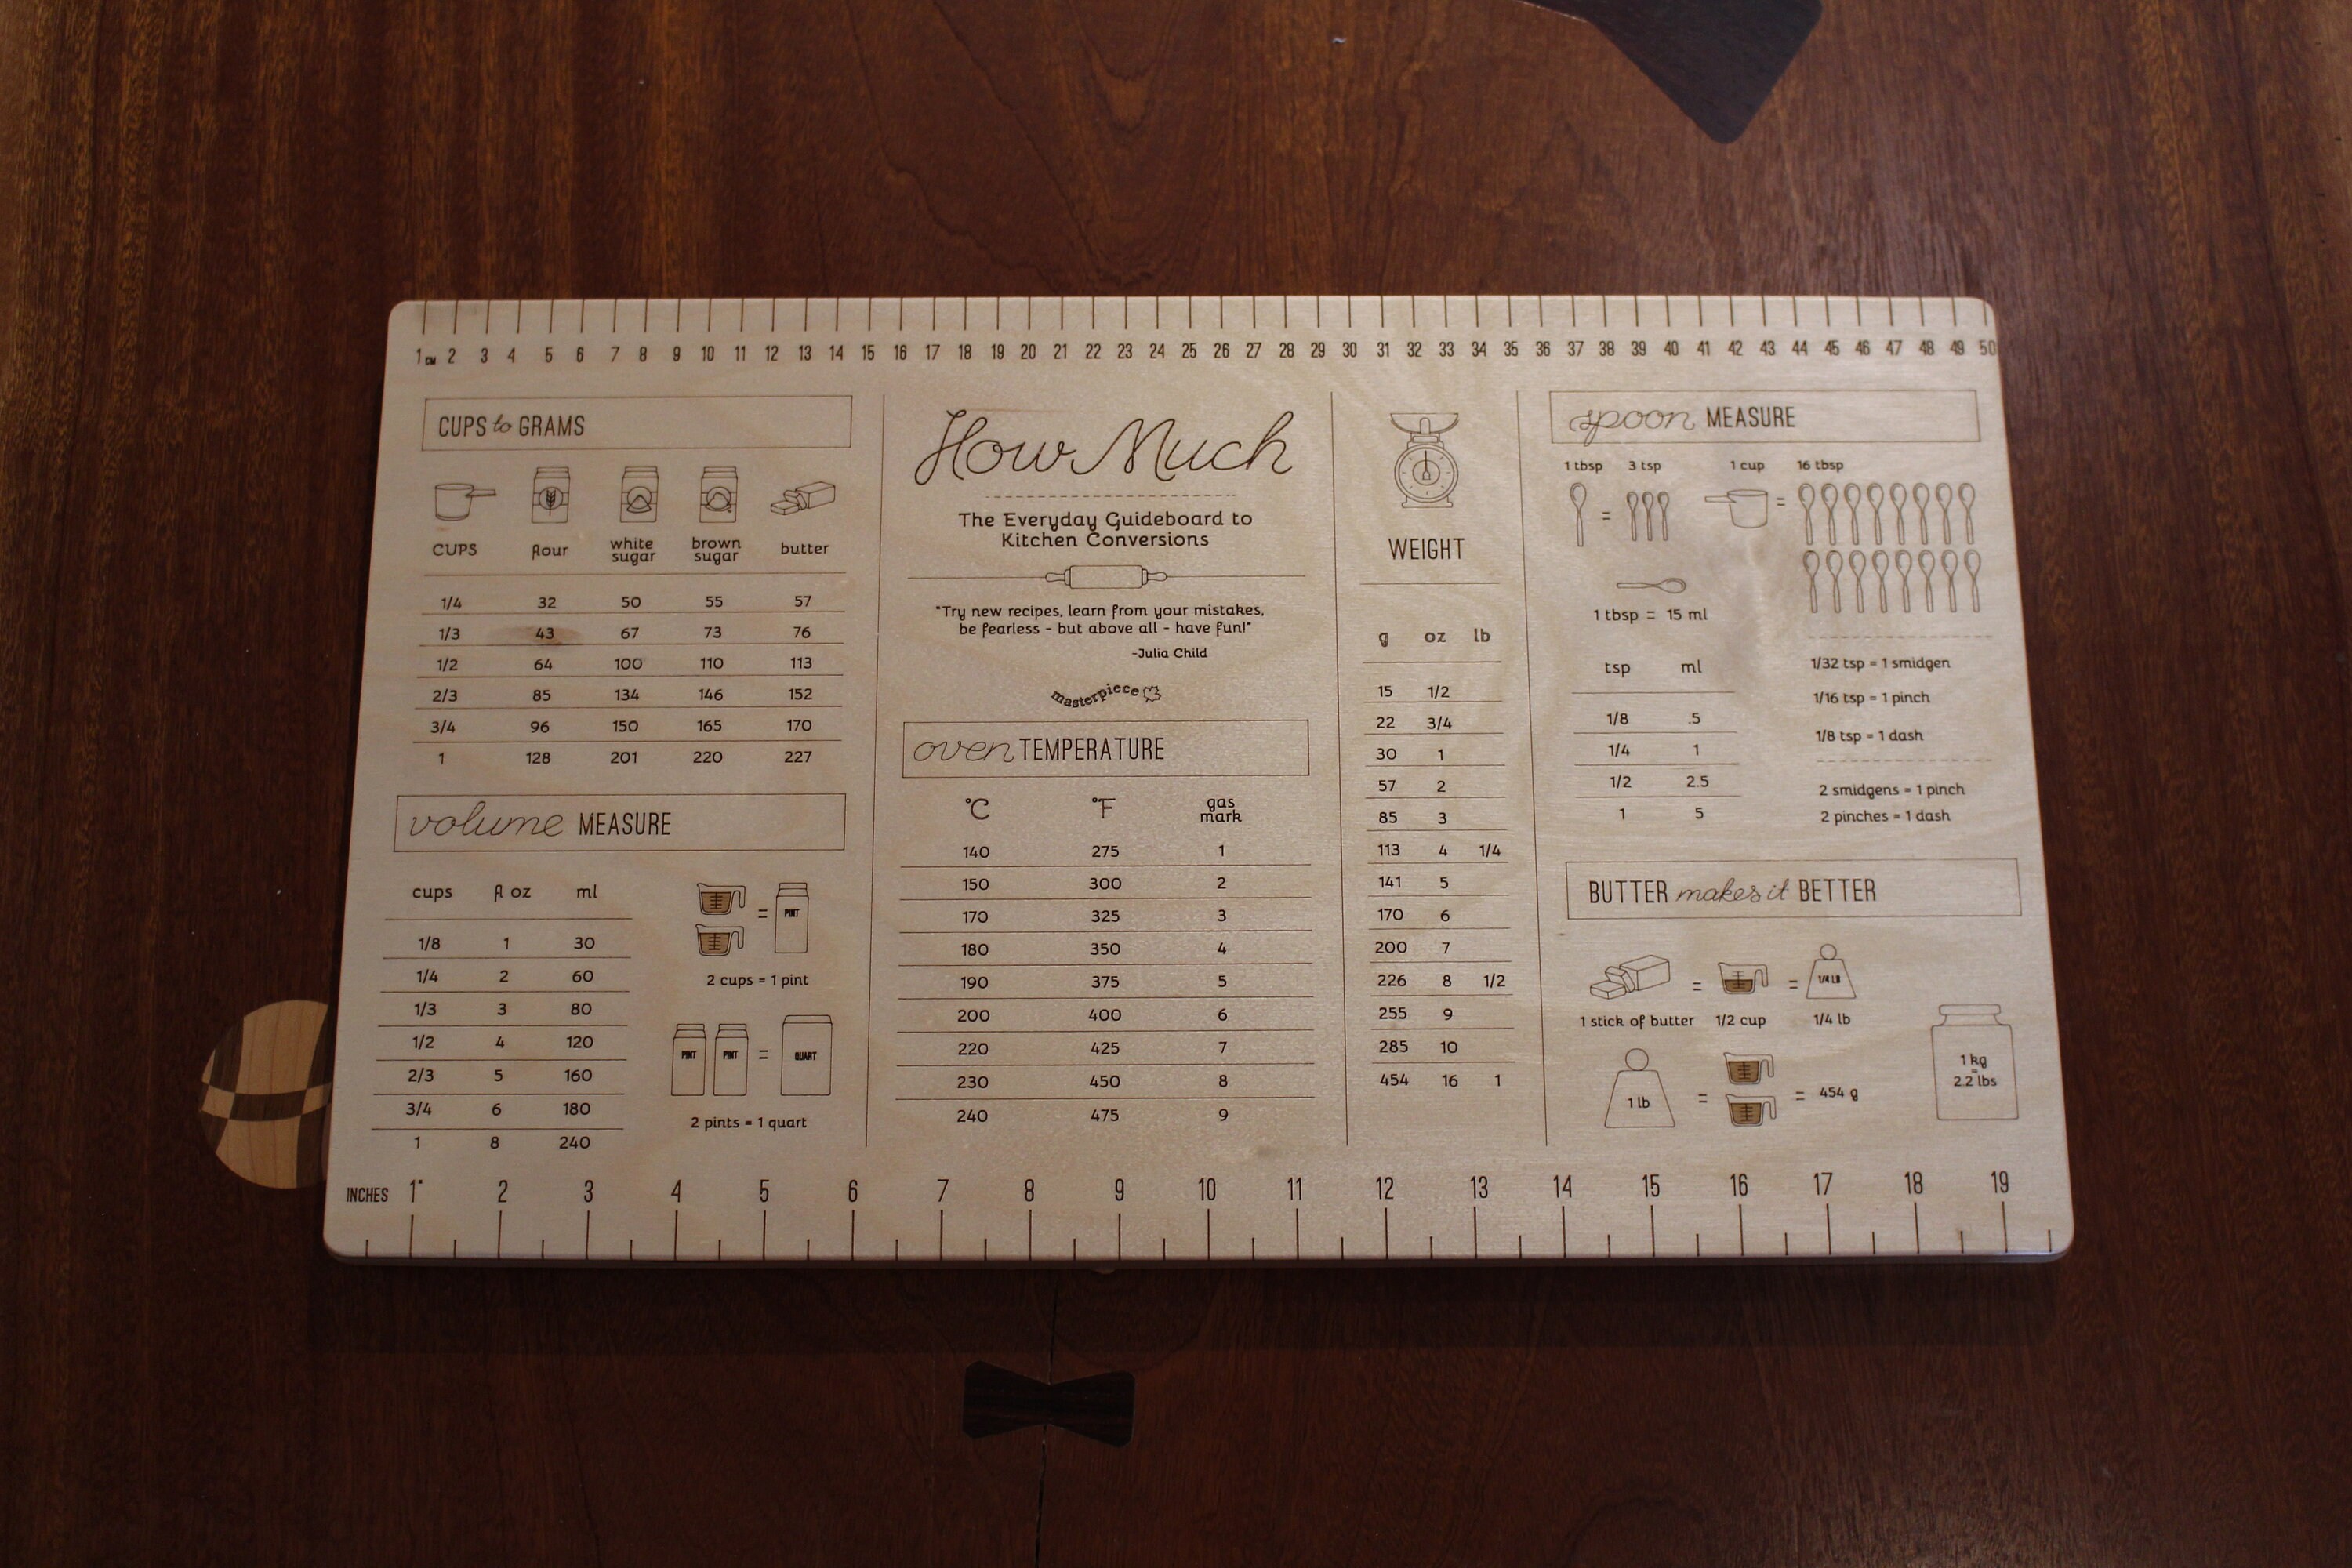 1 CM 2 3 4 5 6 7 8 9 10 11 12 13 14 15 16 17 18 19 20 21 22 23 24 25 26 27 28 29 30 31 32 33 34 35 36 37 38 39 40 41 42 43 44 45 46 47 48 49 50
CUPS to GRAMS
CUPS flour white sugar brown sugar butter
1/4 32 50 55 57
1/3 43 67 73 76
1/2 64 100 110 113
2/3 85 134 146 152
3/4 96 150 165 170
1 128 201 220 227
volume MEASURE
cups fl oz ml
1/8 1 30
1/4 2 60
1/3 3 80
1/2 4 120
2/3 5 160
3/4 6 180
1 8 240
= PINT
2 cups = 1 pint
PINT PINT = QUART
2 pints = 1 quart
How Much
The Everyday Guideboard to
Kitchen Conversions
"Try new recipes, learn from your mistakes,
be fearless - but above all - have fun!"
-Julia Child
masterpiece
oven TEMPERATURE
°C °F gas mark
140 275 1
150 300 2
170 325 3
180 350 4
190 375 5
200 400 6
220 425 7
230 450 8
240 475 9
WEIGHT
g oz lb
15 1/2
22 3/4
30 1
57 2
85 3
113 4 1/4
141 5
170 6
200 7
226 8 1/2
255 9
285 10
454 16 1
spoon MEASURE
1 tbsp 3 tsp 1 cup 16 tbsp
= =
1 tbsp = 15 ml
tsp ml
1/8 .5
1/4 1
1/2 2.5
1 5
1/32 tsp = 1 smidgen
1/16 tsp = 1 pinch
1/8 tsp = 1 dash
2 smidgens = 1 pinch
2 pinches = 1 dash
BUTTER makes it BETTER
= = 1/4 LB
1 stick of butter 1/2 cup 1/4 lb
1 lb = = 454 g
1 kg
=
2.2 lbs
INCHES 1" 2 3 4 5 6 7 8 9 10 11 12 13 14 15 16 17 18 19